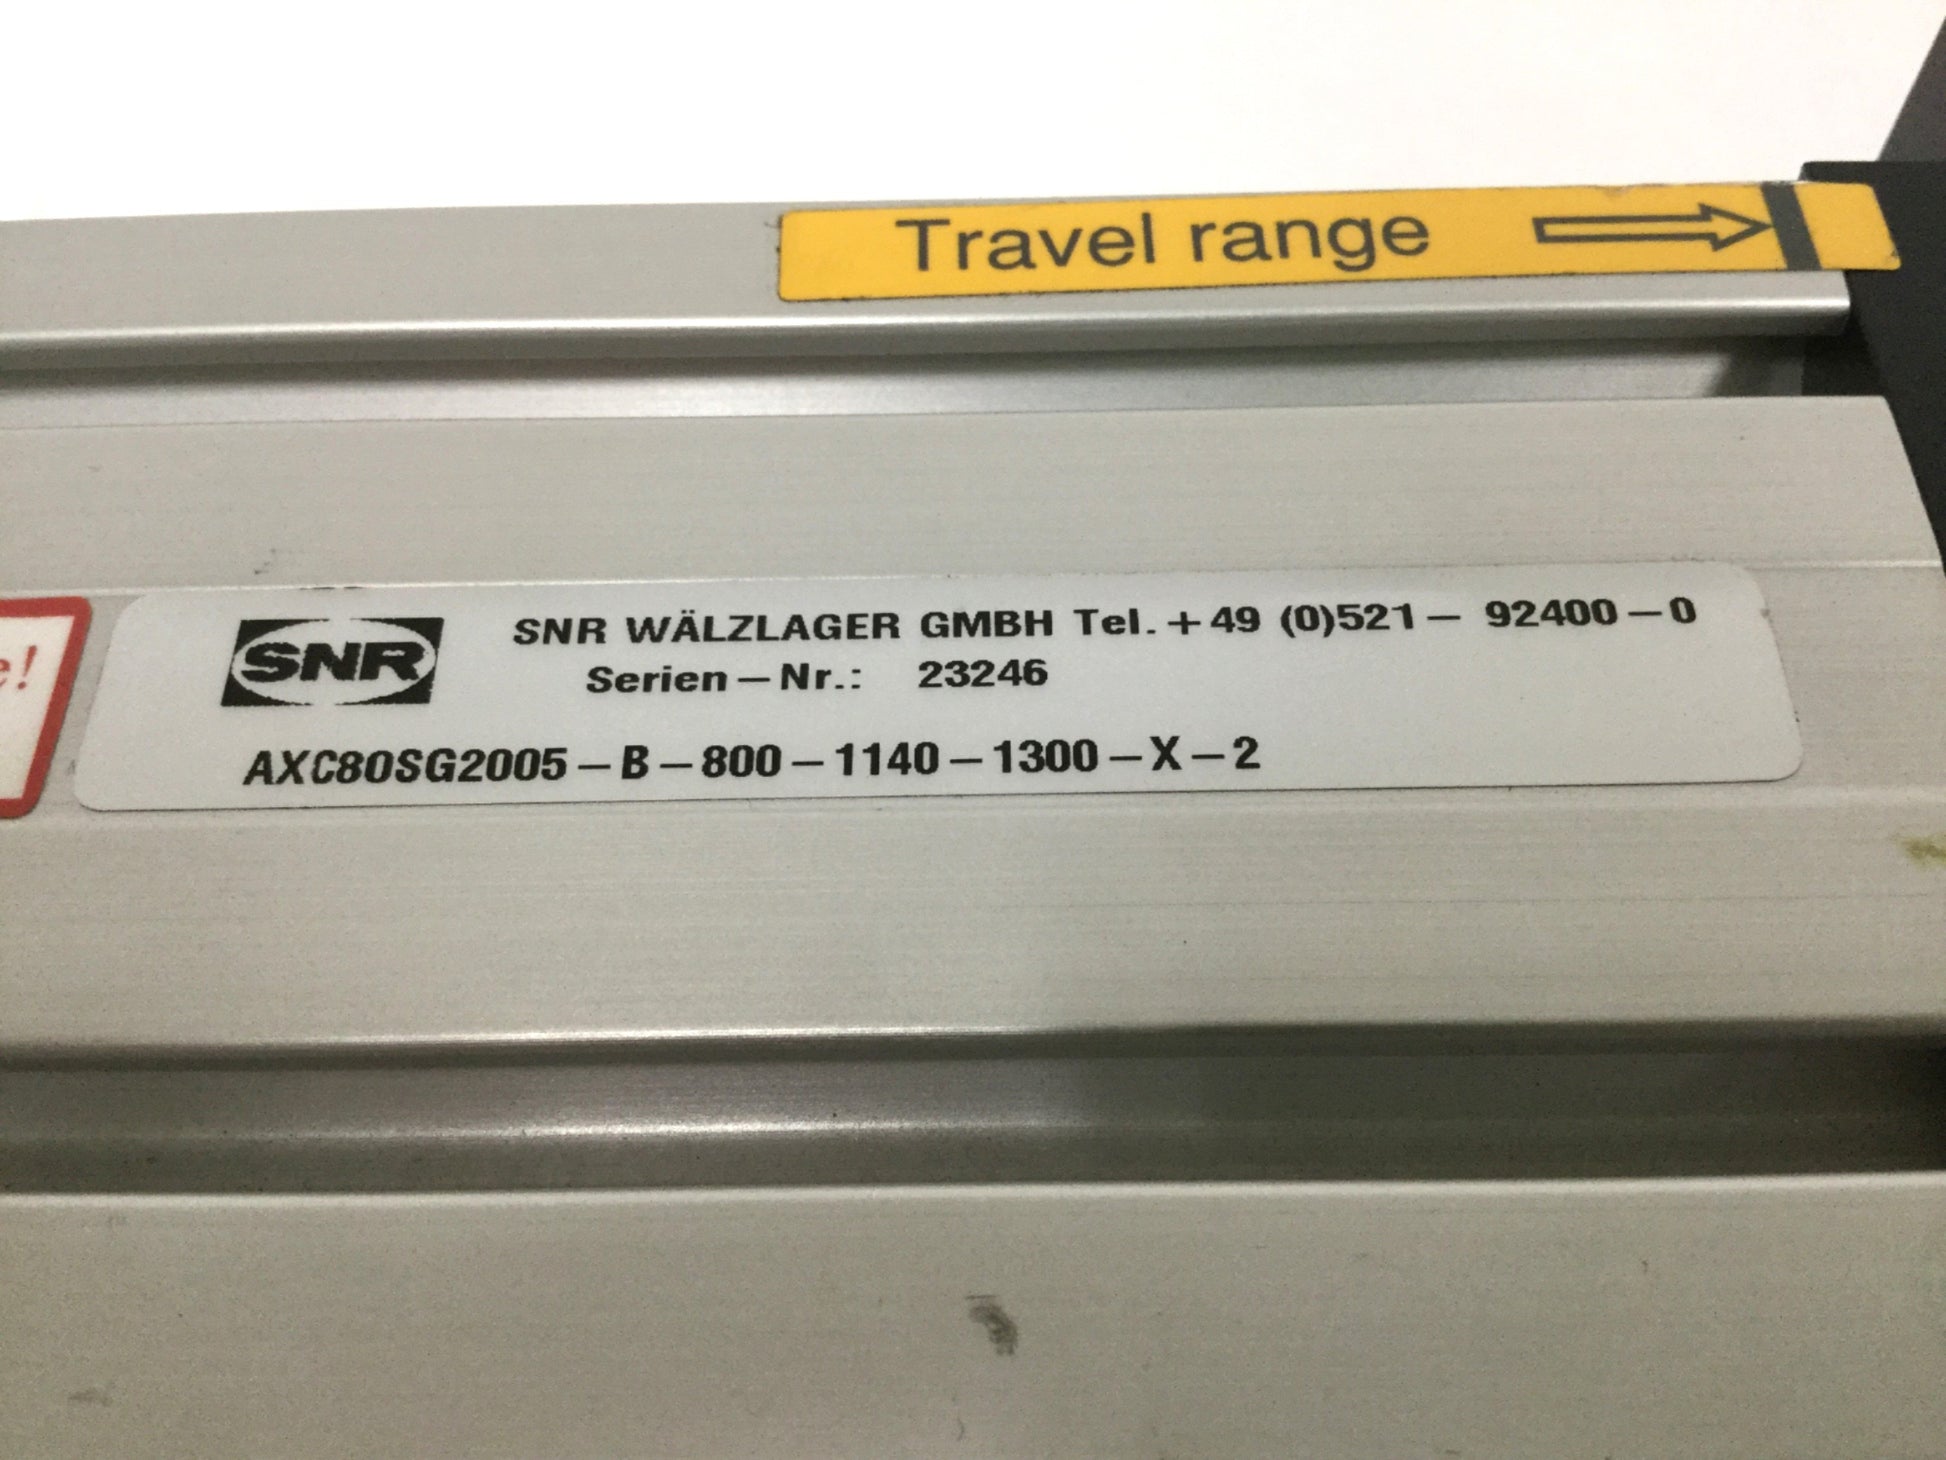 Travel range
e!
SNR
SNR WÄLZLAGER GMBH Tel. +49 (0)521 – 92400 – 0
Serien – Nr.: 23246
AXC80SG2005 – B – 800 – 1140 – 1300 – X – 2